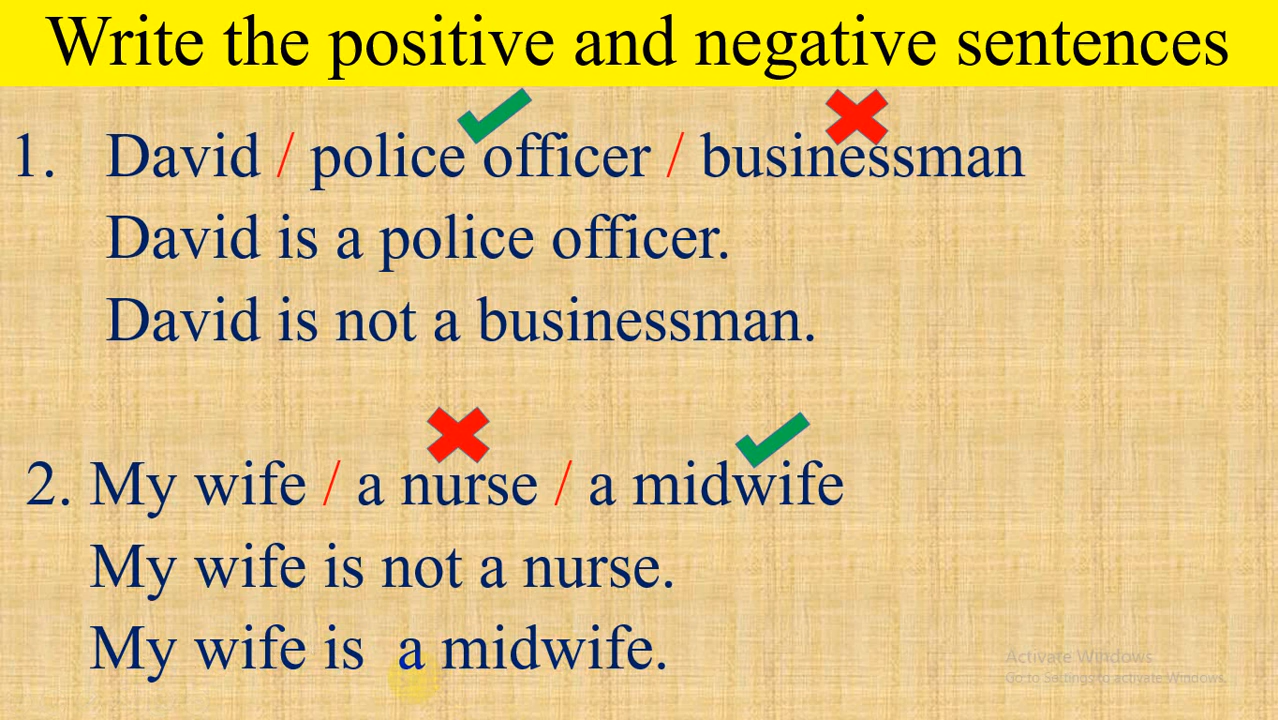 Write the positive and negative sentences
1. David / police officer / businessman
David is a police officer.
David is not a businessman.
2. My wife / a nurse / a midwife
My wife is not a nurse.
My wife is a midwife.
Activate Windows
Go to Settings to activate Windows.